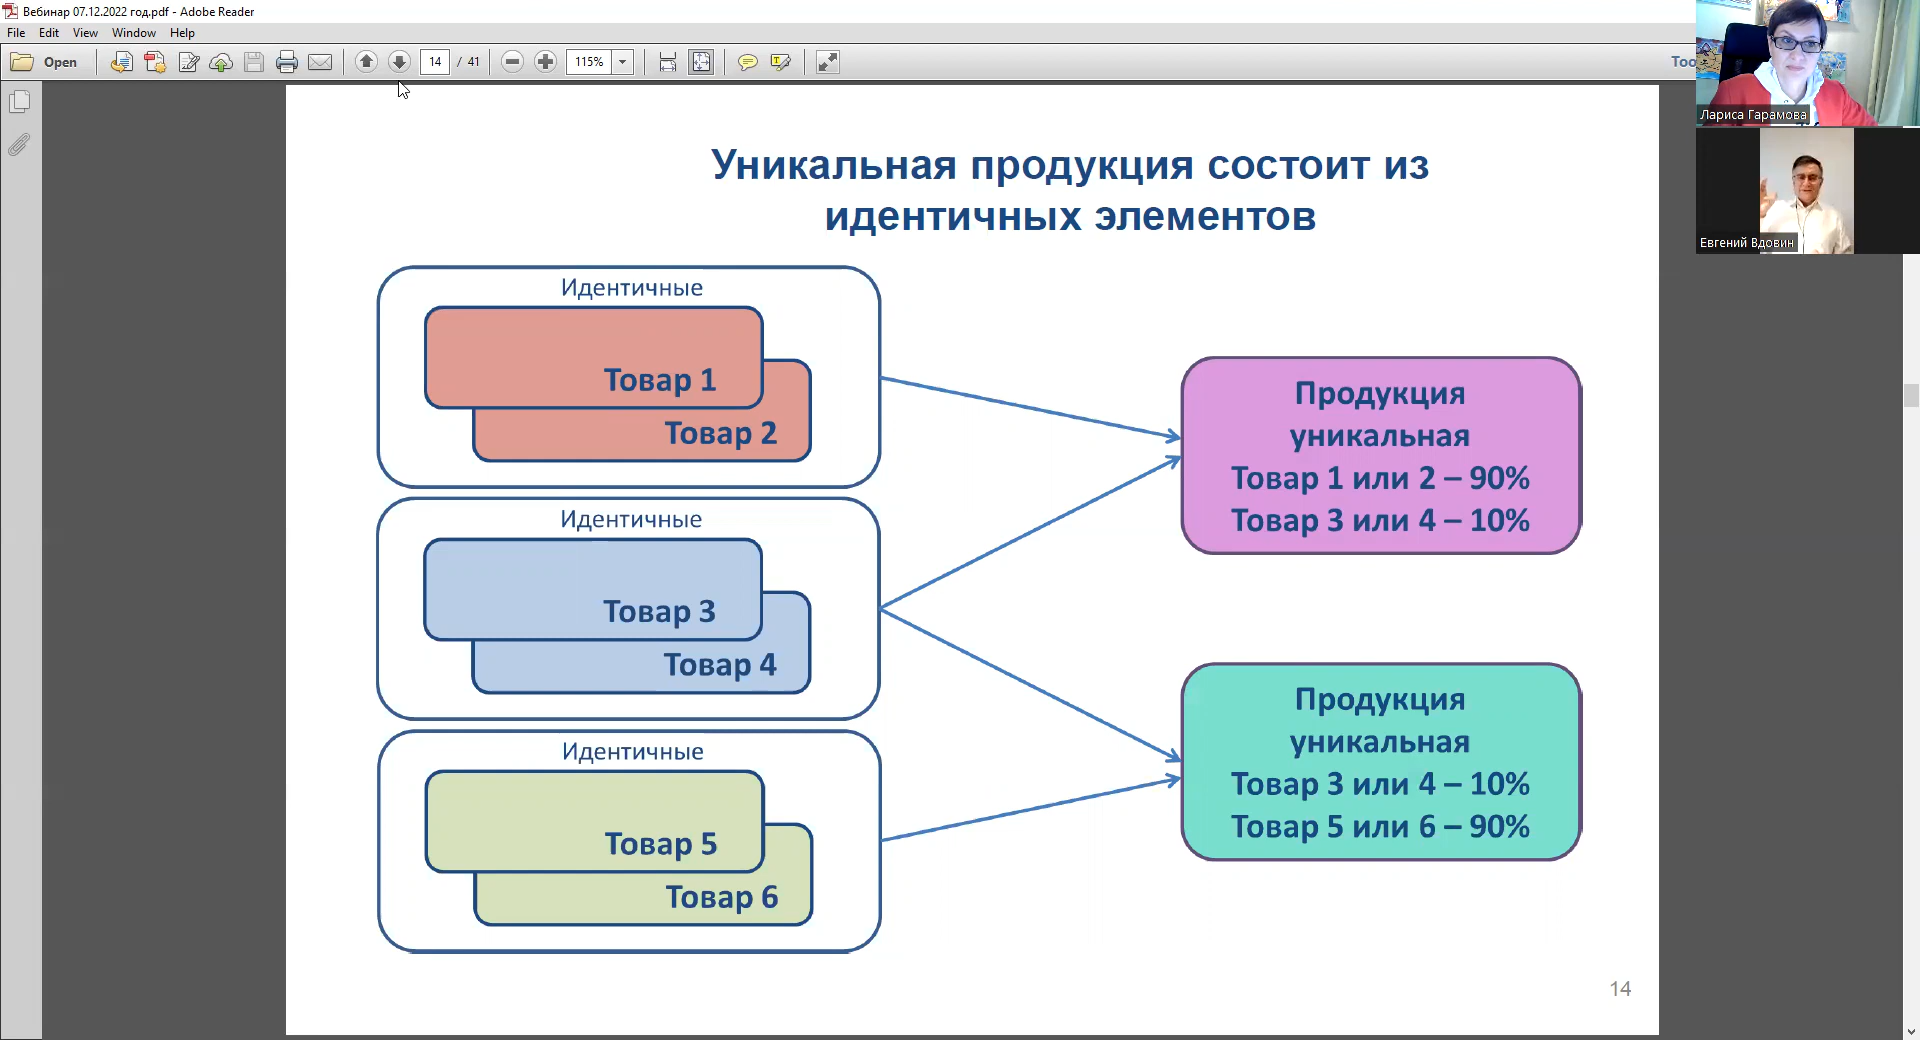 Вебинар 07.12.2022 год.pdf - Adobe Reader
File Edit View Window Help
Open 14 / 41 115% Too
Лариса Гарамова
Евгений Вдовин
Уникальная продукция состоит из
идентичных элементов
Идентичные
Товар 1
Товар 2
Идентичные
Товар 3
Товар 4
Идентичные
Товар 5
Товар 6
Продукция
уникальная
Товар 1 или 2 – 90%
Товар 3 или 4 – 10%
Продукция
уникальная
Товар 3 или 4 – 10%
Товар 5 или 6 – 90%
14